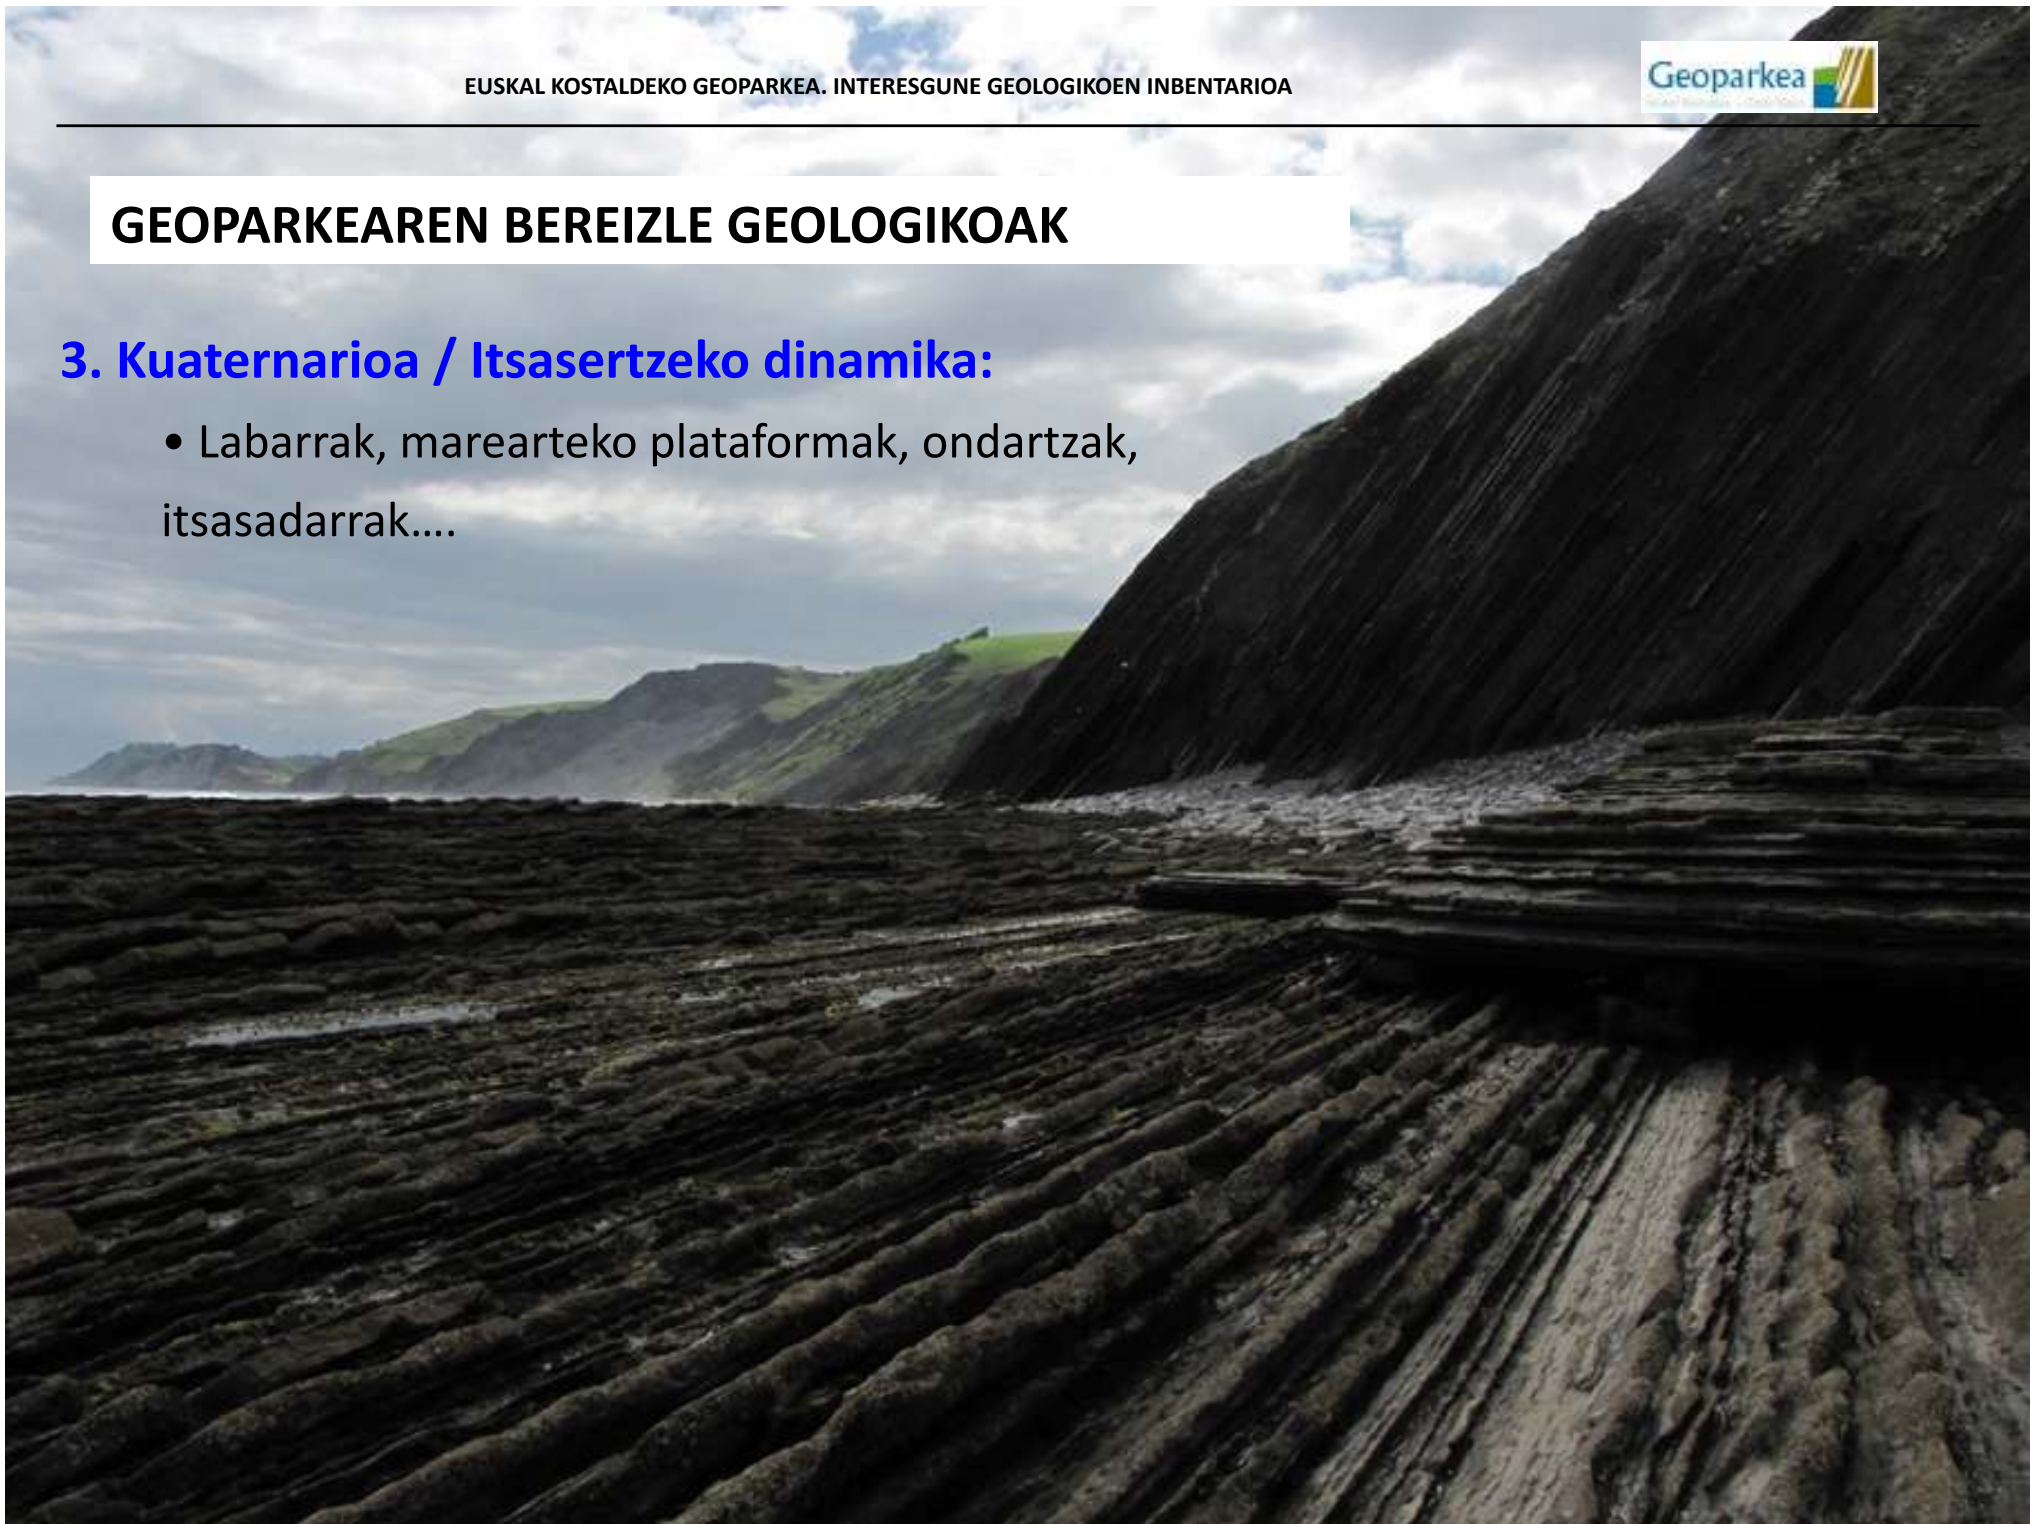 EUSKAL KOSTALDEKO GEOPARKEA. INTERESGUNE GEOLOGIKOEN INBENTARIOA
Geoparkea
GEOPARKEAREN BEREIZLE GEOLOGIKOAK
3. Kuaternarioa / Itsasertzeko dinamika:
• Labarrak, marearteko plataformak, ondartzak,
itsasadarrak….